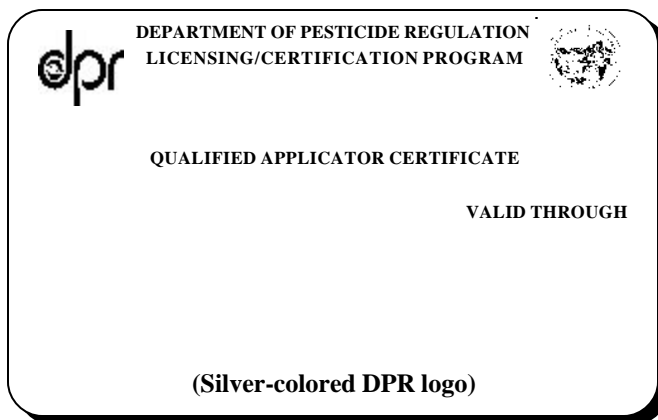 dpr
DEPARTMENT OF PESTICIDE REGULATION
LICENSING/CERTIFICATION PROGRAM
QUALIFIED APPLICATOR CERTIFICATE
VALID THROUGH
(Silver-colored DPR logo)